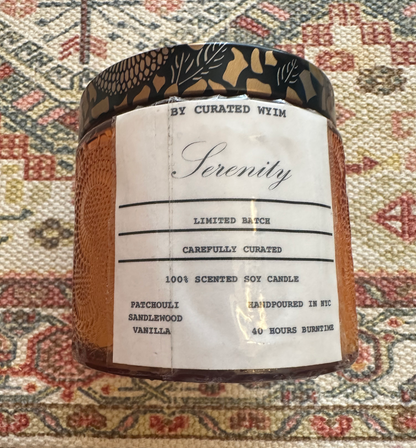 BY CURATED WYIM
Serenity
LIMITED BATCH
CAREFULLY CURATED
100% SCENTED SOY CANDLE
PATCHOULI HANDPOURED IN NYC
SANDLEWOOD
VANILLA 40 HOURS BURNTIME